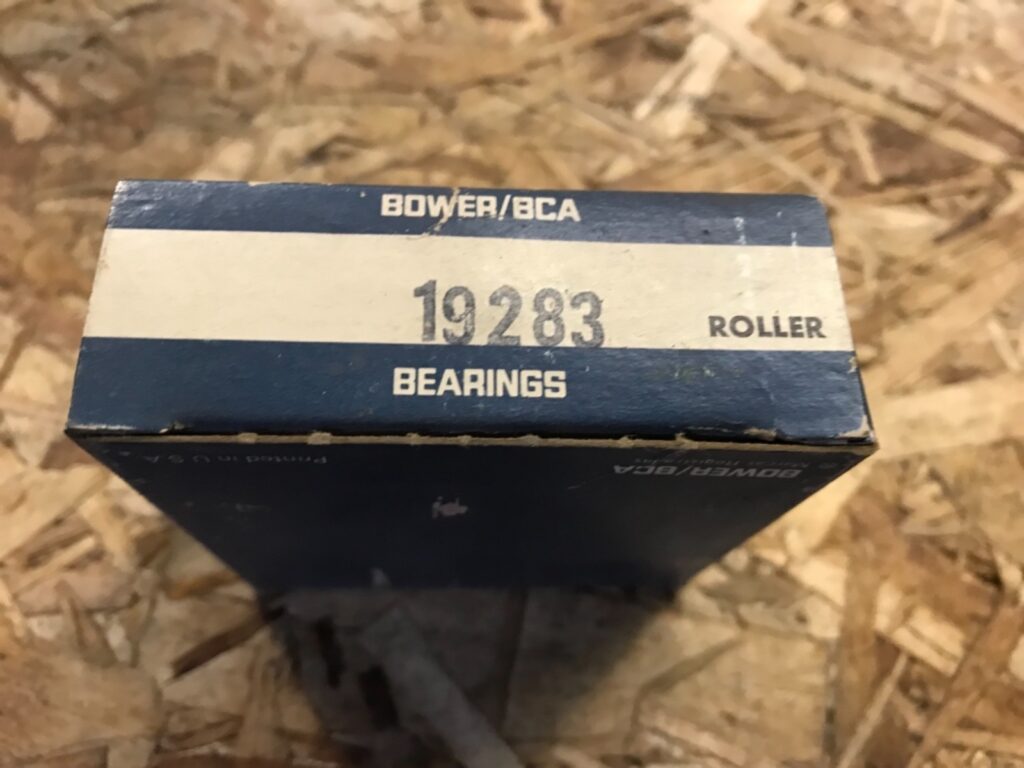 BOWER/BCA
19283
ROLLER
BEARINGS
Printed in U S A
BOWER/BCA